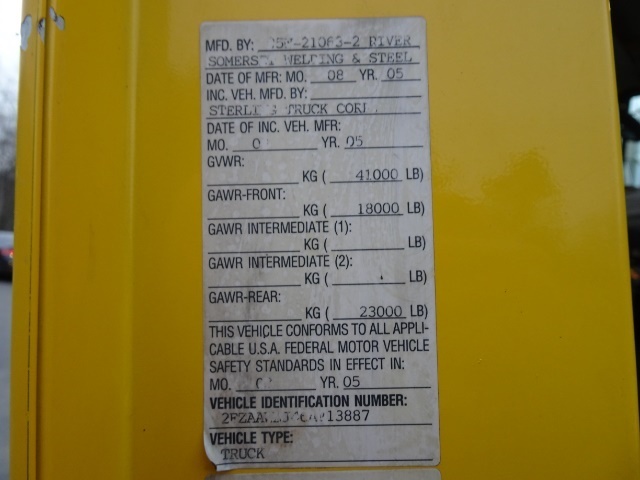 MFD. BY: RIVER
WELDING & STEEL
DATE OF MFR: MO. 08 YR. 05
INC. VEH. MFD. BY:
TRUCK
DATE OF INC. VEH. MFR:
MO. YR. 05
GVWR:
KG ( 41000 LB)
GAWR-FRONT:
KG ( 18000 LB)
GAWR INTERMEDIATE (1):
KG ( LB)
GAWR INTERMEDIATE (2):
KG ( LB)
GAWR-REAR:
KG ( 23000 LB)
THIS VEHICLE CONFORMS TO ALL APPLI-
CABLE U.S.A. FEDERAL MOTOR VEHICLE
SAFETY STANDARDS IN EFFECT IN:
MO. YR. 05
VEHICLE IDENTIFICATION NUMBER:
VEHICLE TYPE:
TRUCK